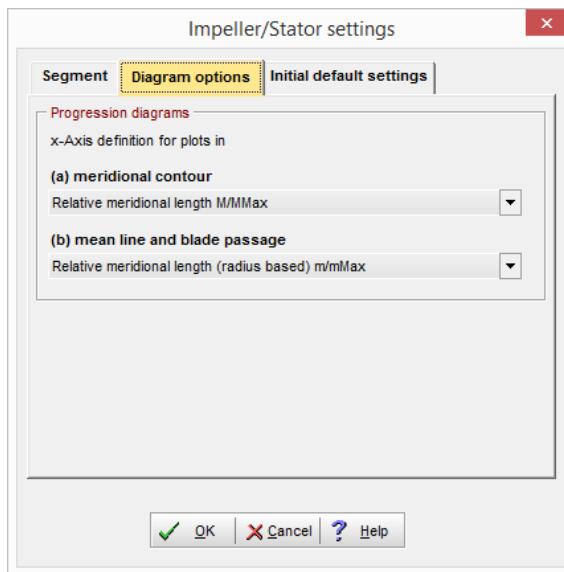 Impeller/Stator settings
Segment Diagram options Initial default settings
Progression diagrams
x-Axis definition for plots in
(a) meridional contour
Relative meridional length M/MMax
(b) mean line and blade passage
Relative meridional length (radius based) m/mMax
OK Cancel ? Help